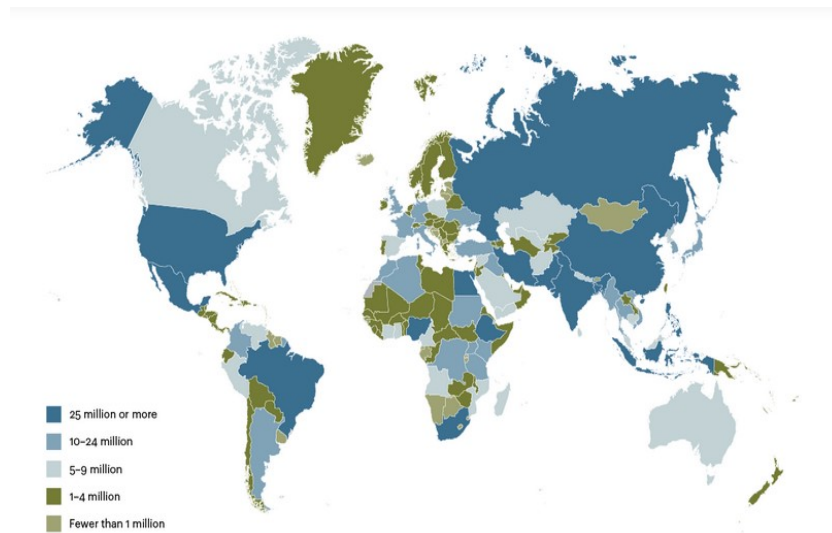 25 million or more
10–24 million
5–9 million
1–4 million
Fewer than 1 million